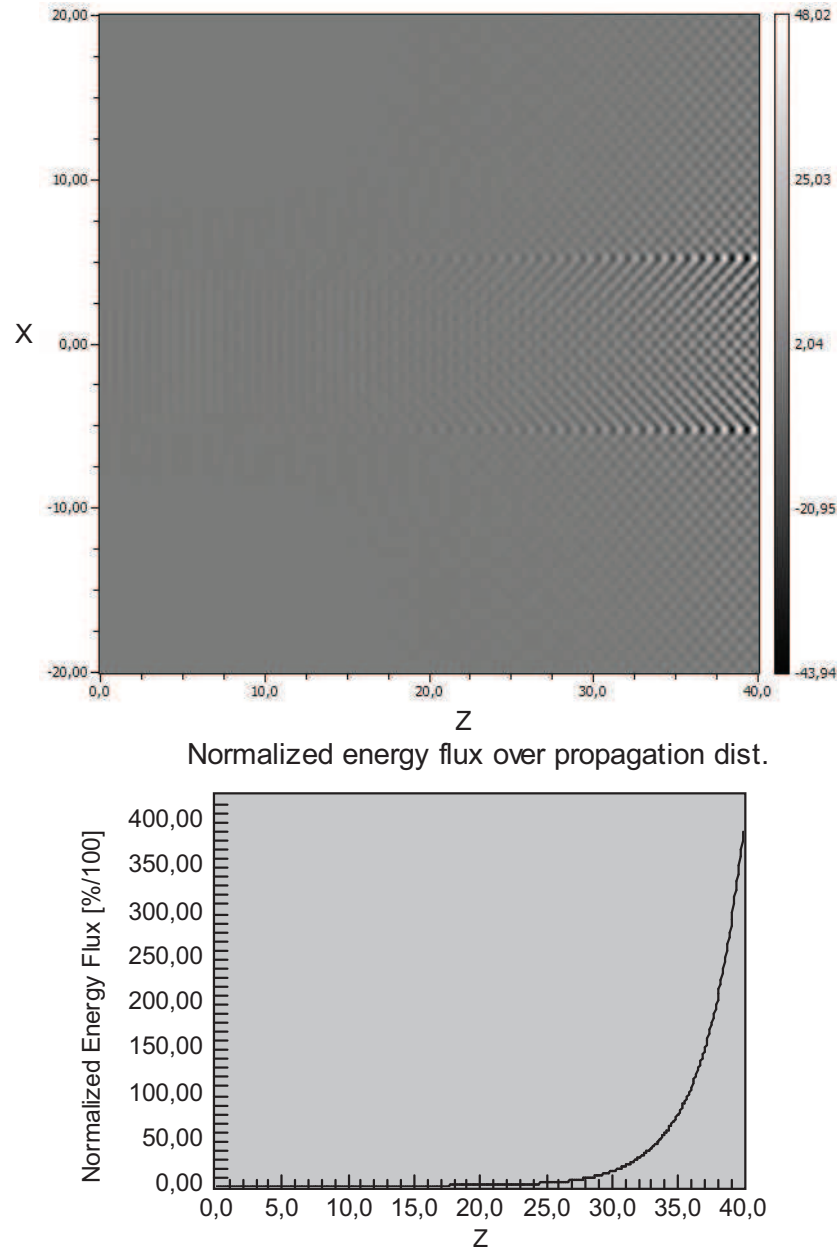 20,00
48,02
10,00
25,03
X
0,00
2,04
-10,00
-20,95
-20,00
-43,94
0,0 10,0 20,0 30,0 40,0
Z
Normalized energy flux over propagation dist.
Normalized Energy Flux [%/100]
400,00
350,00
300,00
250,00
200,00
150,00
100,00
50,00
0,00
0,0 5,0 10,0 15,0 20,0 25,0 30,0 35,0 40,0
Z